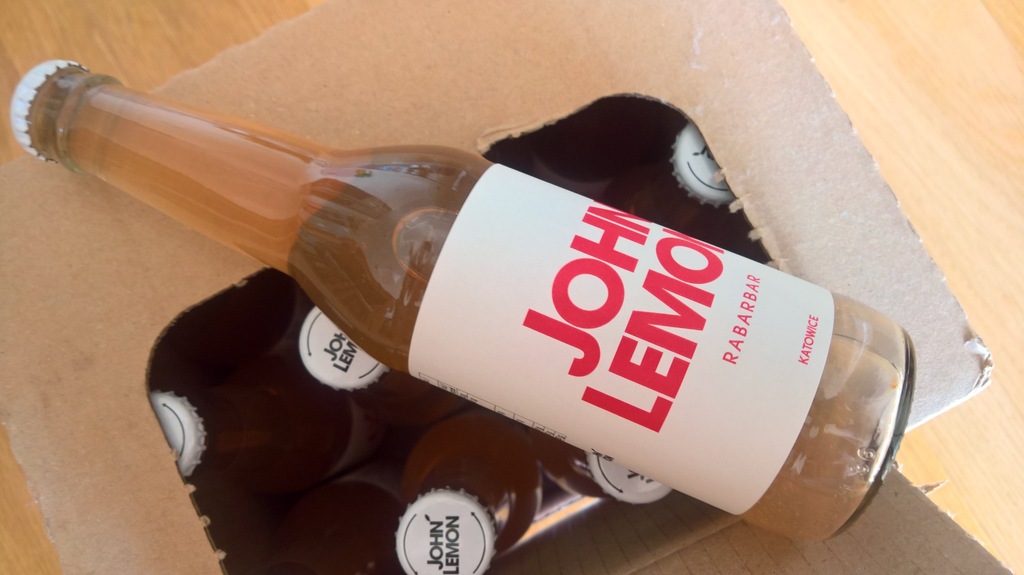 JOHN
LEMON
RABARBAR
KATOWICE
JOHN
LEMON
JOHN
LEMON